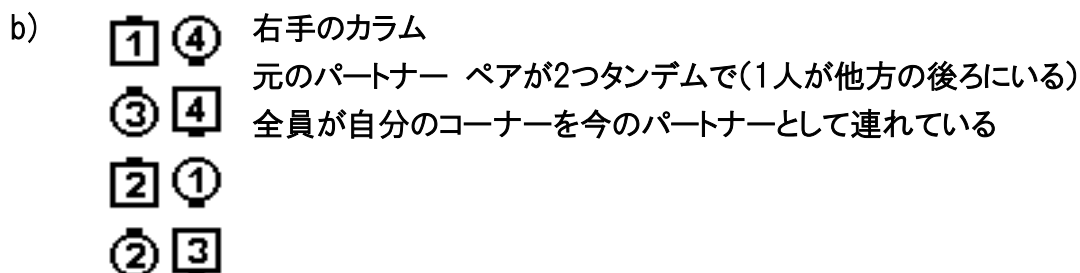 b)
1 4 右手のカラム
元のパートナー ペアが2つタンデムで(1人が他方の後ろにいる)
3 4 全員が自分のコーナーを今のパートナーとして連れている
2 1
2 3